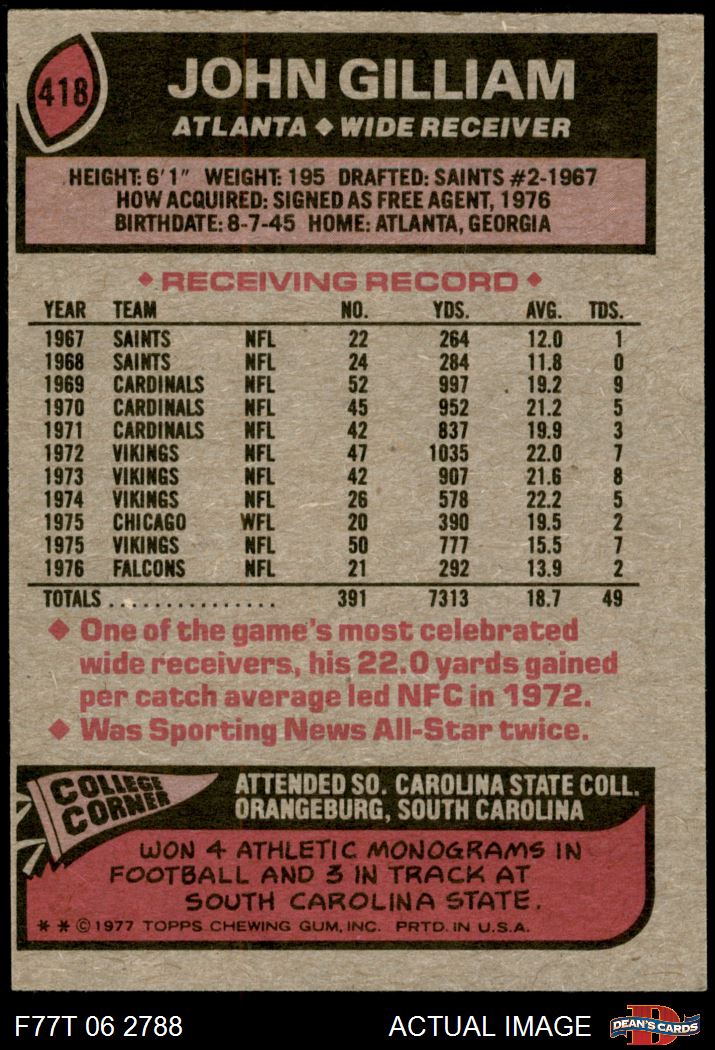 418
JOHN GILLIAM
ATLANTA ◆ WIDE RECEIVER
HEIGHT: 6'1" WEIGHT: 195 DRAFTED: SAINTS #2-1967
HOW ACQUIRED: SIGNED AS FREE AGENT, 1976
BIRTHDATE: 8-7-45 HOME: ATLANTA, GEORGIA
◆ RECEIVING RECORD ◆
YEAR TEAM NO. YDS. AVG. TDS.
1967 SAINTS NFL 22 264 12.0 1
1968 SAINTS NFL 24 284 11.8 0
1969 CARDINALS NFL 52 997 19.2 9
1970 CARDINALS NFL 45 952 21.2 5
1971 CARDINALS NFL 42 837 19.9 3
1972 VIKINGS NFL 47 1035 22.0 7
1973 VIKINGS NFL 42 907 21.6 8
1974 VIKINGS NFL 26 578 22.2 5
1975 CHICAGO WFL 20 390 19.5 2
1975 VIKINGS NFL 50 777 15.5 7
1976 FALCONS NFL 21 292 13.9 2
TOTALS ................ 391 7313 18.7 49
◆ One of the game's most celebrated
wide receivers, his 22.0 yards gained
per catch average led NFC in 1972.
◆ Was Sporting News All-Star twice.
COLLEGE
CORNER
ATTENDED SO. CAROLINA STATE COLL.
ORANGEBURG, SOUTH CAROLINA
WON 4 ATHLETIC MONOGRAMS IN
FOOTBALL AND 3 IN TRACK AT
SOUTH CAROLINA STATE.
* * © 1977 TOPPS CHEWING GUM, INC. PRTD. IN U.S.A.
F77T 06 2788 ACTUAL IMAGE
D
DEAN'S CARDS